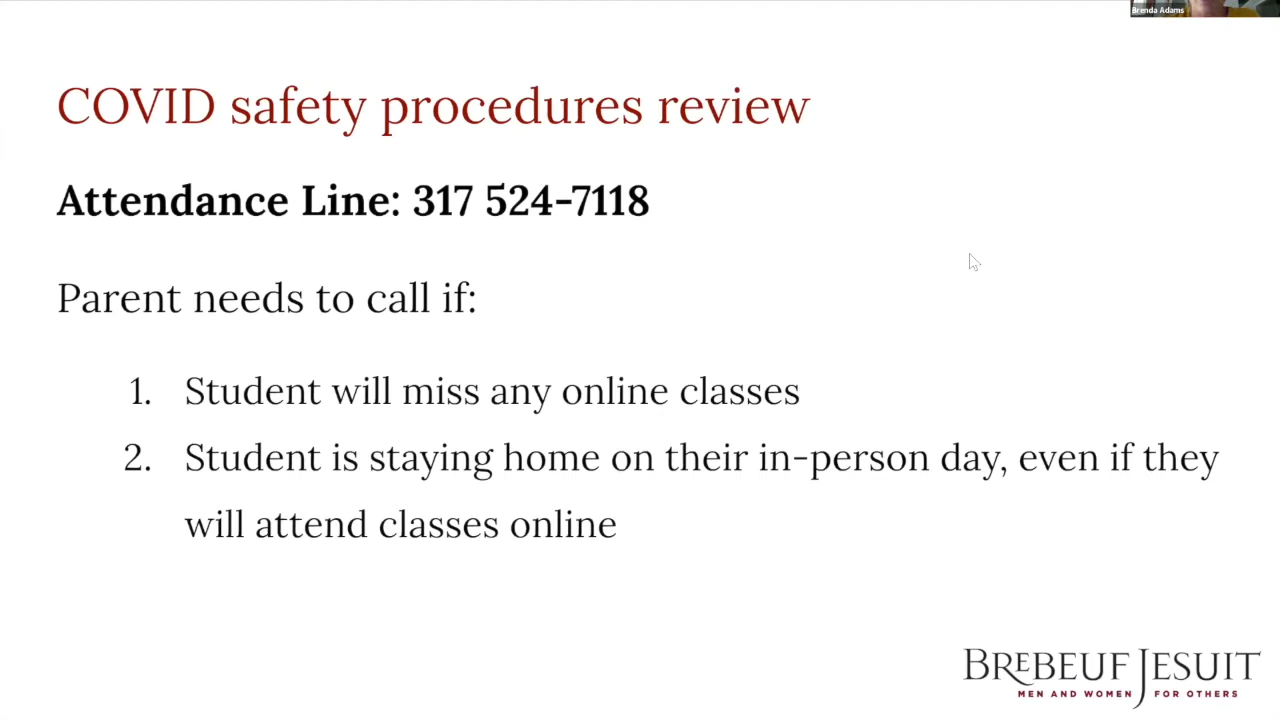 Brenda Adams
COVID safety procedures review
Attendance Line: 317 524-7118
Parent needs to call if:
1. Student will miss any online classes
2. Student is staying home on their in-person day, even if they
will attend classes online
BREBEUF JESUIT
MEN AND WOMEN FOR OTHERS